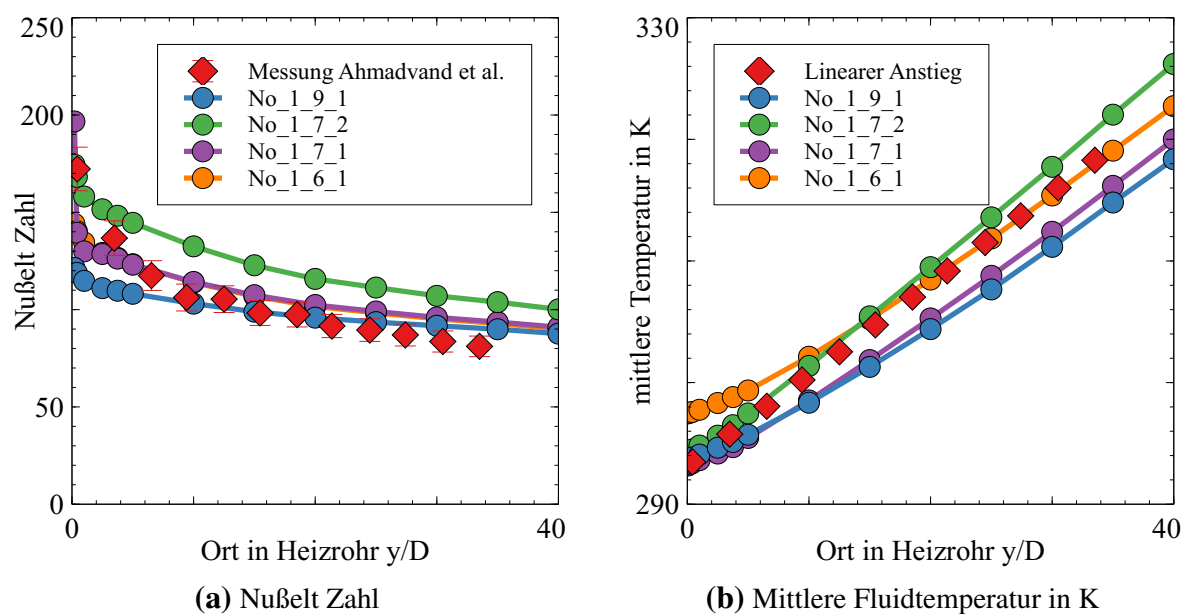 250
200
50
0
0
40
Nußelt Zahl
Ort in Heizrohr y/D
Messung Ahmadvand et al.
No_1_9_1
No_1_7_2
No_1_7_1
No_1_6_1
(a) Nußelt Zahl
330
290
0
40
mittlere Temperatur in K
Ort in Heizrohr y/D
Linearer Anstieg
No_1_9_1
No_1_7_2
No_1_7_1
No_1_6_1
(b) Mittlere Fluidtemperatur in K